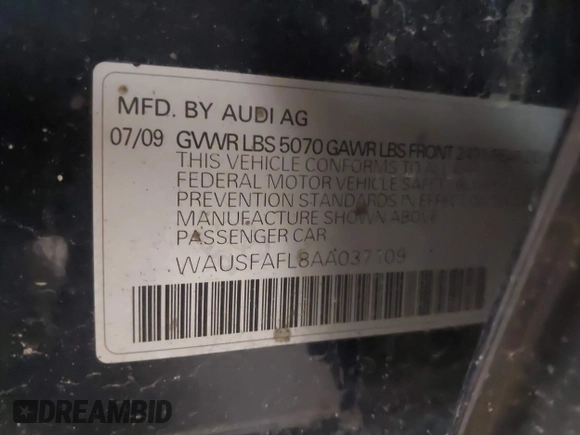 MFD. BY AUDI AG
07/09 GVWR LBS 5070 GAWR LBS FRONT
THIS VEHICLE CONFORMS TO ALL
FEDERAL MOTOR VEHICLE
PREVENTION STANDARDS IN EFFECT
MANUFACTURE SHOWN ABOVE
PASSENGER CAR
DREAMBID